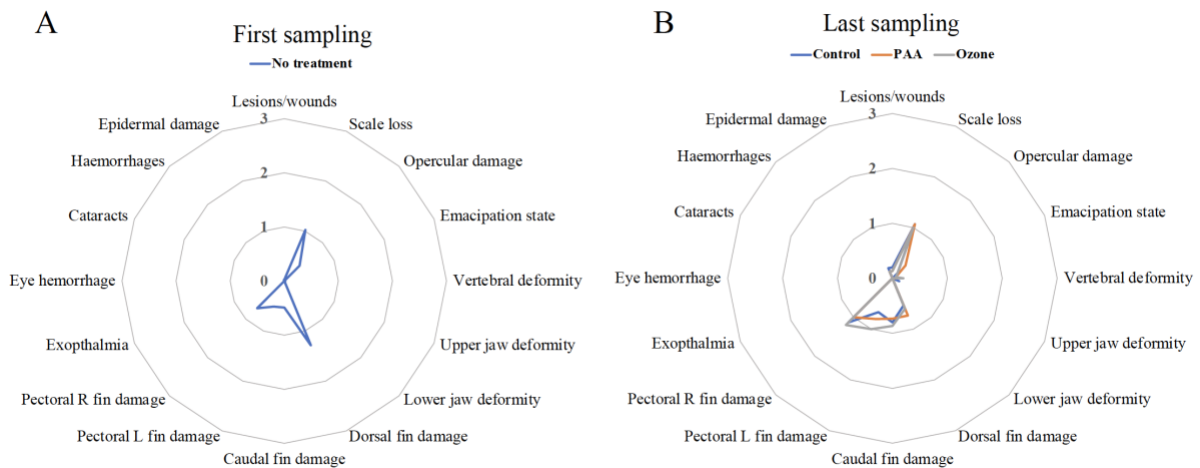 A
First sampling
No treatment
Lesions/wounds
Scale loss
Opercular damage
Emacipation state
Vertebral deformity
Upper jaw deformity
Lower jaw deformity
Dorsal fin damage
Caudal fin damage
Pectoral L fin damage
Pectoral R fin damage
Exopthalmia
Eye hemorrhage
Cataracts
Haemorrhages
Epidermal damage
3
2
1
0
B
Last sampling
Control PAA Ozone
Lesions/wounds
Scale loss
Opercular damage
Emacipation state
Vertebral deformity
Upper jaw deformity
Lower jaw deformity
Dorsal fin damage
Caudal fin damage
Pectoral L fin damage
Pectoral R fin damage
Exopthalmia
Eye hemorrhage
Cataracts
Haemorrhages
Epidermal damage
3
2
1
0